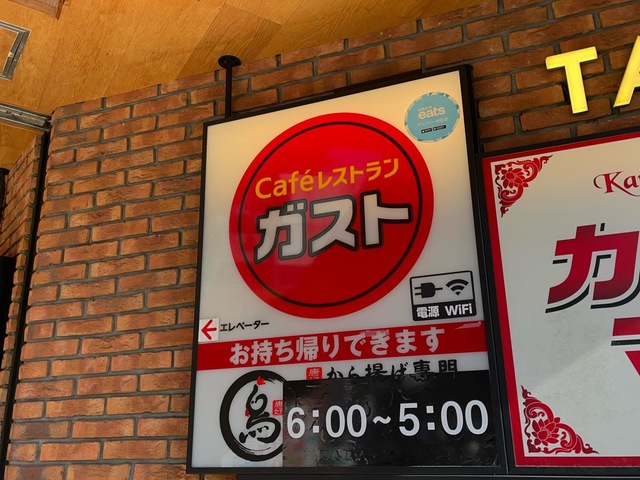 eats
Caféレストラン
ガスト
電源 WiFi
エレベーター
お持ち帰りできます
から揚げ専門
鳥
6:00~5:00
TA
Ka
カ